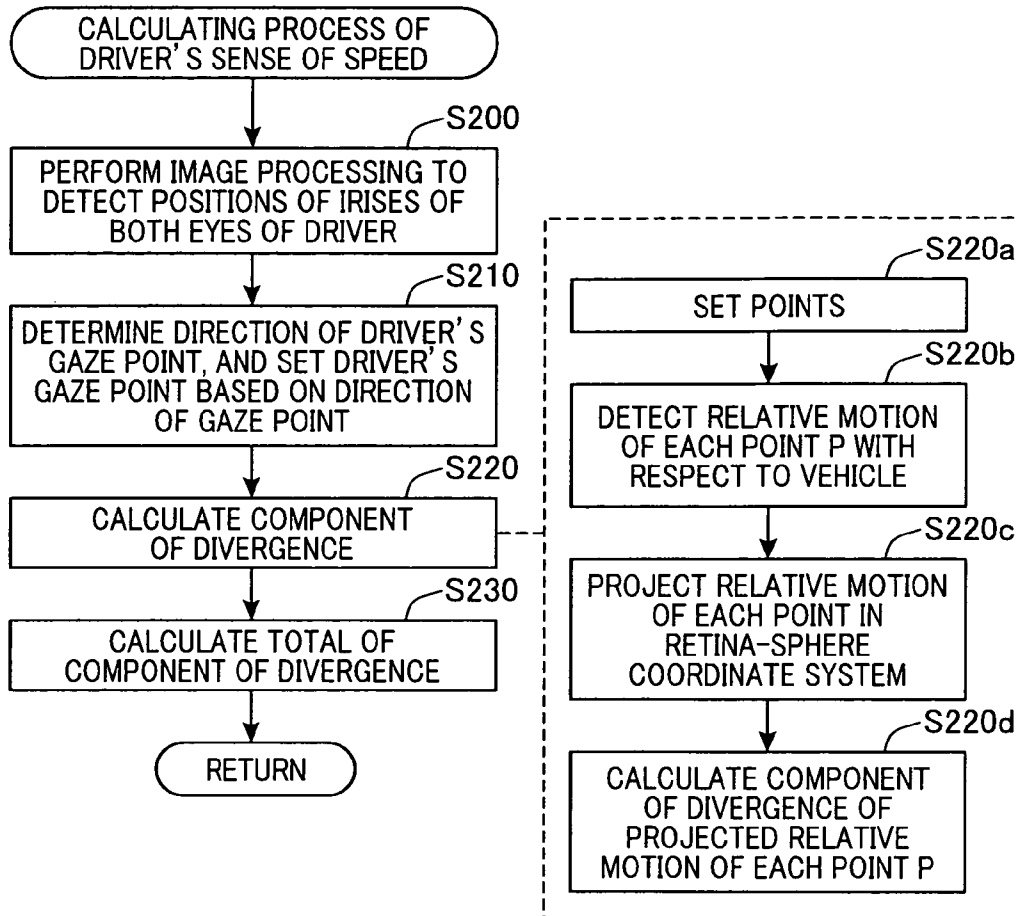 CALCULATING PROCESS OF
DRIVER'S SENSE OF SPEED
S200
PERFORM IMAGE PROCESSING TO
DETECT POSITIONS OF IRISES OF
BOTH EYES OF DRIVER
S210
DETERMINE DIRECTION OF DRIVER'S
GAZE POINT, AND SET DRIVER'S
GAZE POINT BASED ON DIRECTION
OF GAZE POINT
S220
CALCULATE COMPONENT
OF DIVERGENCE
S230
CALCULATE TOTAL OF
COMPONENT OF DIVERGENCE
RETURN
S220a
SET POINTS
S220b
DETECT RELATIVE MOTION
OF EACH POINT P WITH
RESPECT TO VEHICLE
S220c
PROJECT RELATIVE MOTION
OF EACH POINT IN
RETINA-SPHERE
COORDINATE SYSTEM
S220d
CALCULATE COMPONENT
OF DIVERGENCE OF
PROJECTED RELATIVE
MOTION OF EACH POINT P